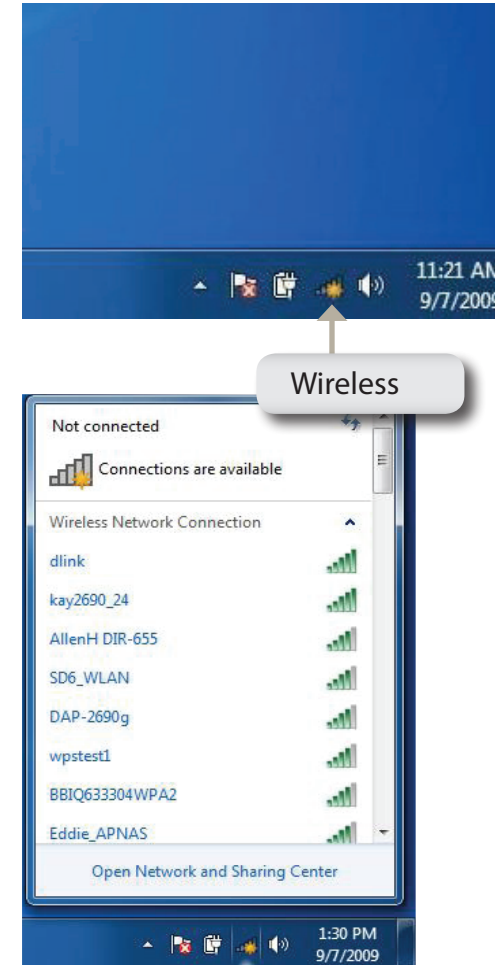 11:21 AM
9/7/2009
Wireless
Not connected
Connections are available
Wireless Network Connection
dlink
kay2690_24
AllenH DIR-655
SD6_WLAN
DAP-2690g
wpstest1
BBIQ633304WPA2
Eddie_APNAS
Open Network and Sharing Center
1:30 PM
9/7/2009